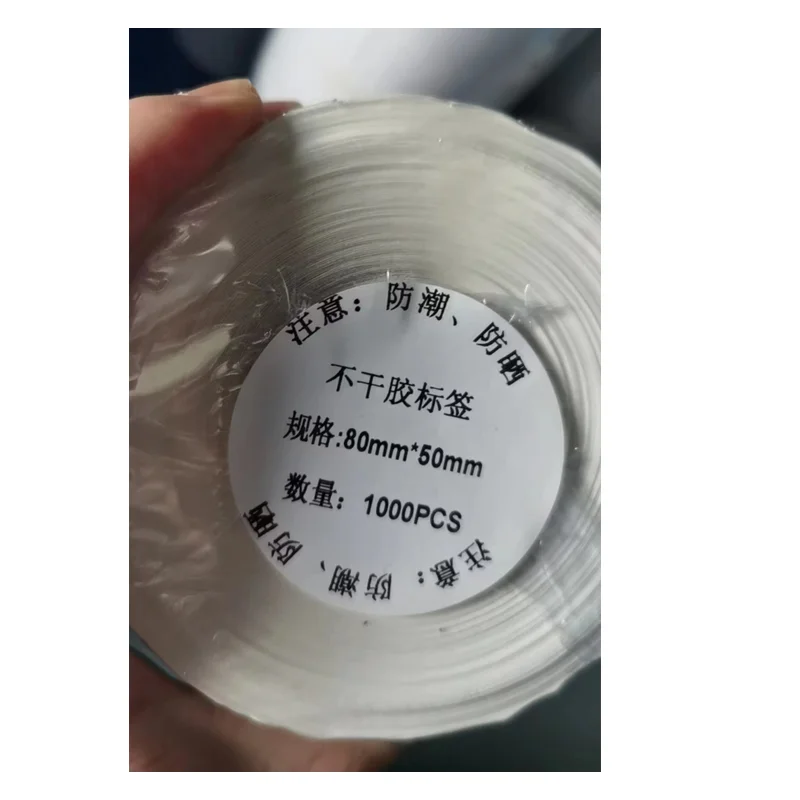 注意：防潮、防晒
不干胶标签
规格:80mm*50mm
数量：1000PCS
注意：防潮、防晒